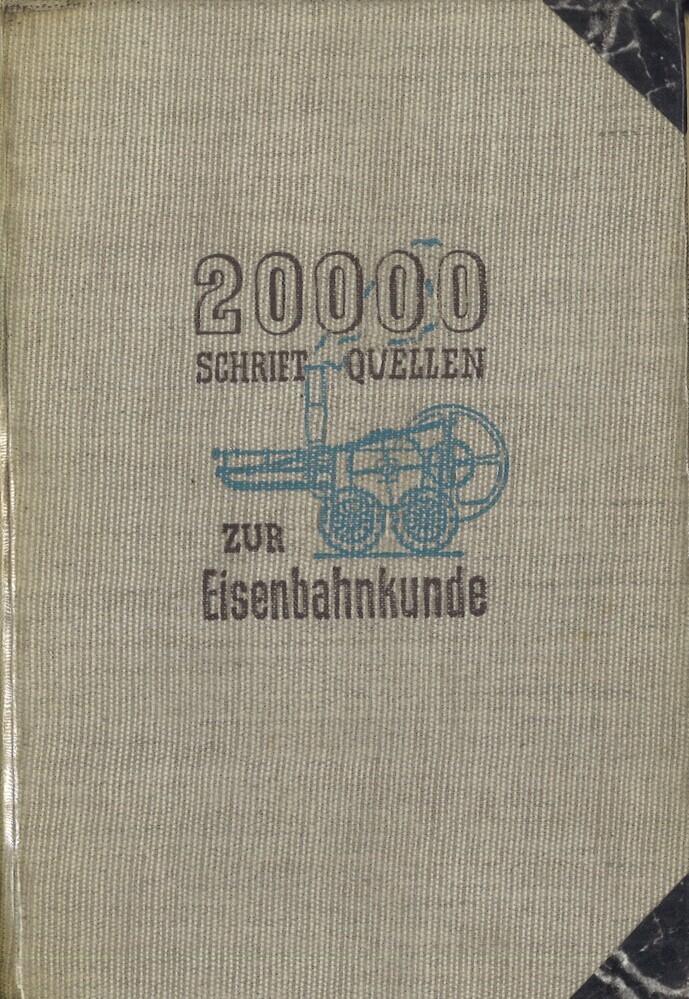 20000
SCHRIFT QUELLEN
ZUR
Eisenbahnkunde